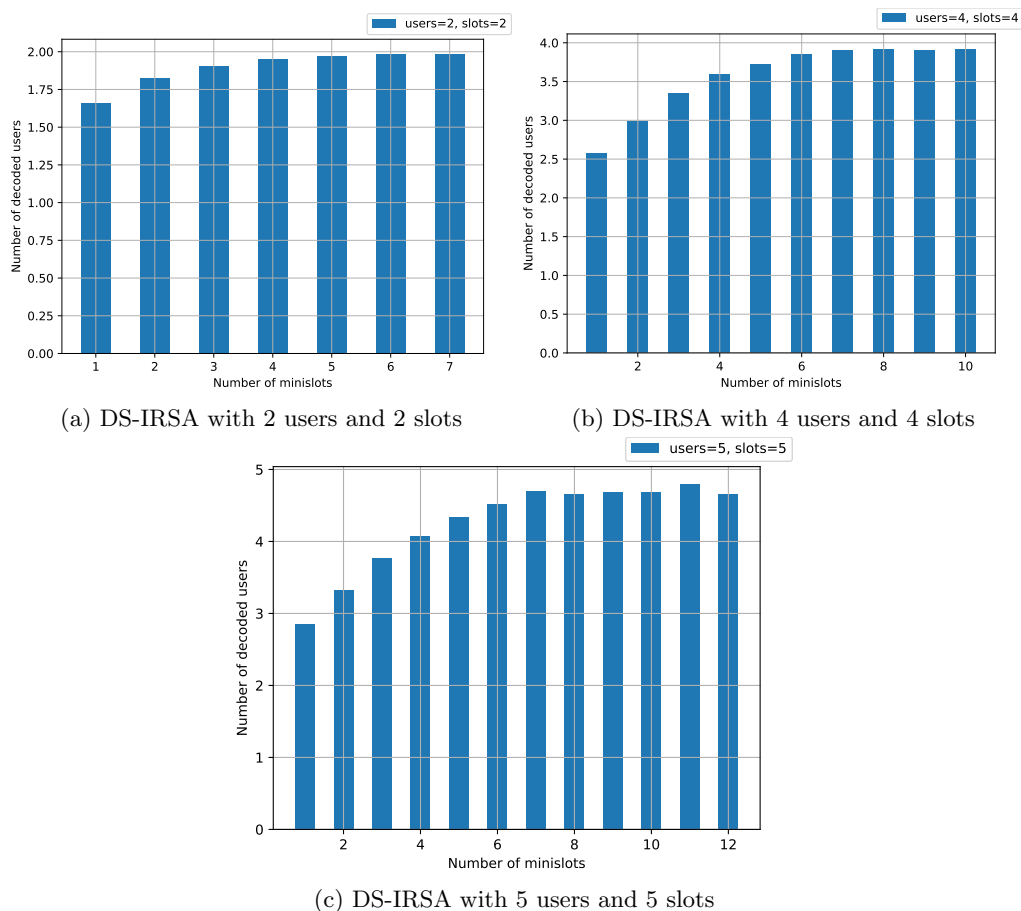 users=2, slots=2
2.00
1.75
1.50
1.25
1.00
0.75
0.50
0.25
0.00
Number of decoded users
1 2 3 4 5 6 7
Number of minislots
(a) DS-IRSA with 2 users and 2 slots
users=4, slots=4
4.0
3.5
3.0
2.5
2.0
1.5
1.0
0.5
0.0
Number of decoded users
2 4 6 8 10
Number of minislots
(b) DS-IRSA with 4 users and 4 slots
users=5, slots=5
5
4
3
2
1
0
Number of decoded users
2 4 6 8 10 12
Number of minislots
(c) DS-IRSA with 5 users and 5 slots